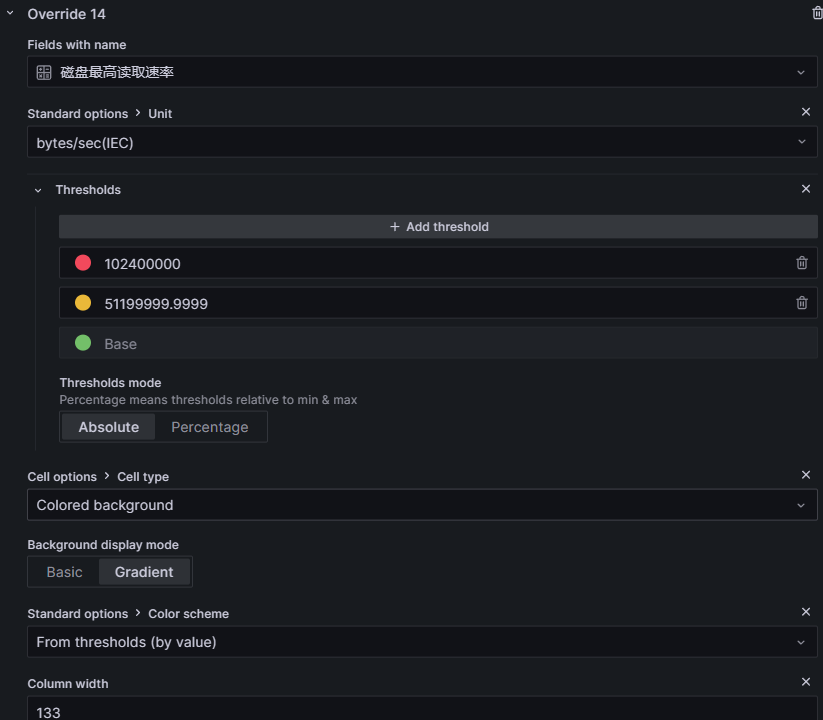 Override 14
Fields with name
磁盘最高读取速率
Standard options > Unit
bytes/sec(IEC)
Thresholds
+ Add threshold
102400000
51199999.9999
Base
Thresholds mode
Percentage means thresholds relative to min & max
Absolute Percentage
Cell options > Cell type
Colored background
Background display mode
Basic Gradient
Standard options > Color scheme
From thresholds (by value)
Column width
133